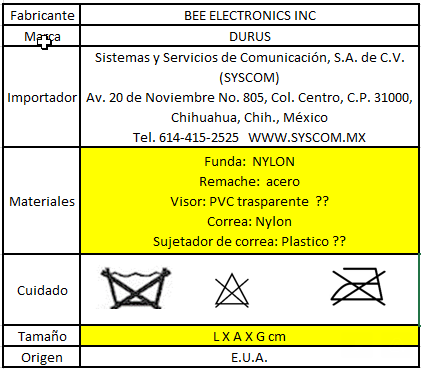 Fabricante BEE ELECTRONICS INC
Marca DURUS
Importador
Sistemas y Servicios de Comunicación, S.A. de C.V.
(SYSCOM)
Av. 20 de Noviembre No. 805, Col. Centro, C.P. 31000,
Chihuahua, Chih., México
Tel. 614-415-2525 WWW.SYSCOM.MX
Materiales
Funda: NYLON
Remache: acero
Visor: PVC trasparente ??
Correa: Nylon
Sujetador de correa: Plastico ??
Cuidado
Tamaño L X A X G cm
Origen E.U.A.